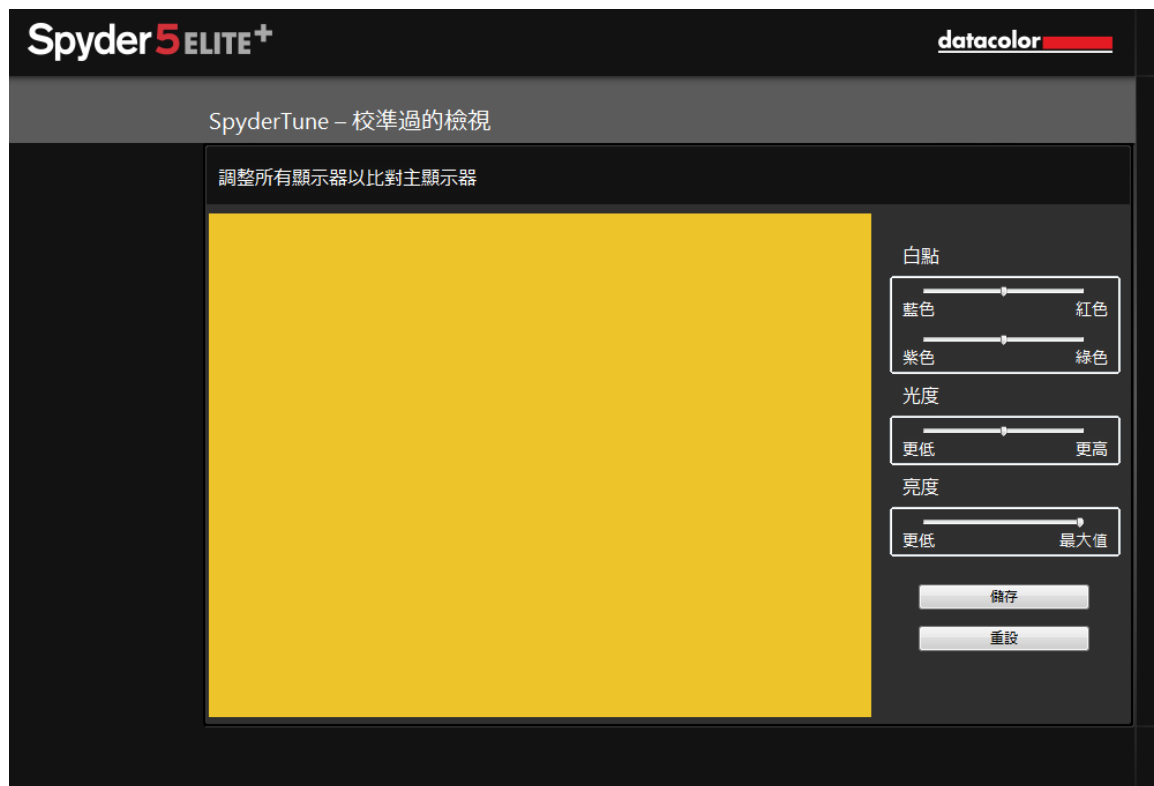 Spyder5ELITE+
datacolor
SpyderTune – 校準過的檢視
調整所有顯示器以比對主顯示器
白點
藍色 紅色
紫色 綠色
光度
更低 更高
亮度
更低 最大值
儲存
重設